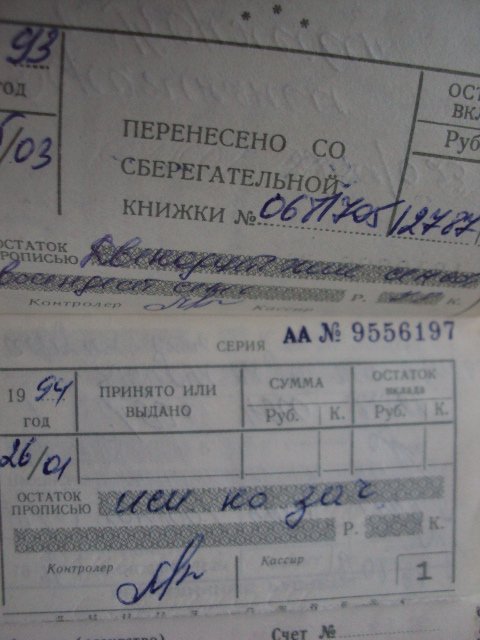 * * *
93
ОД
ОСТ
ВКЛ
Руб
/03
ПЕРЕНЕСЕНО СО
СБЕРЕГАТЕЛЬНОЙ
КНИЖКИ № 0671705 12787
ОСТАТОК
ПРОПИСЬЮ
Р. К.
Контролер Кассир
СЕРИЯ АА № 9556197
19 94 ПРИНЯТО ИЛИ СУММА ОСТАТОК
вклада
ГОД ВЫДАНО Руб. К. Руб. К.
26/01
ОСТАТОК
ПРОПИСЬЮ
Р. К.
Контролер Кассир 1
Счет №